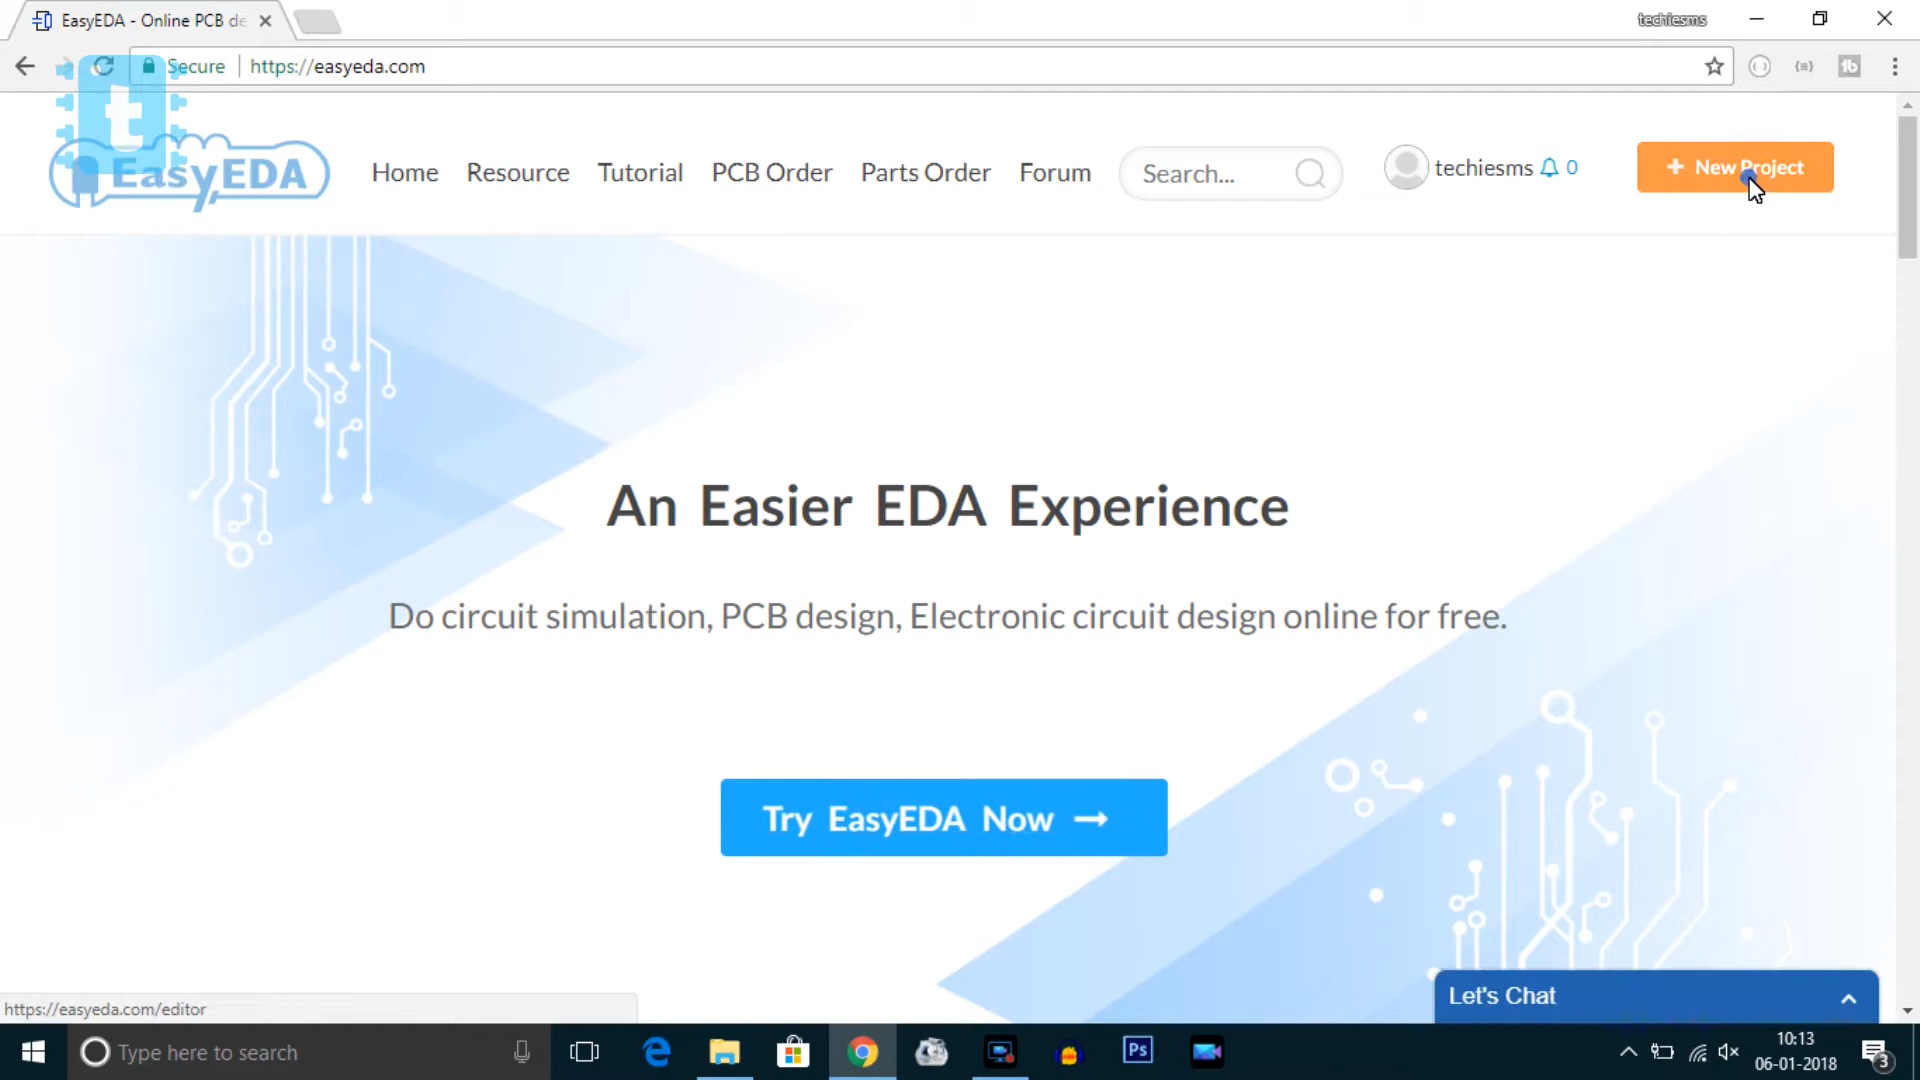 EasyEDA - Online PCB de
techiesms
Secure
https://easyeda.com
t
EasyEDA
Home
Resource
Tutorial
PCB Order
Parts Order
Forum
Search...
techiesms
0
+ New Project
An Easier EDA Experience
Do circuit simulation, PCB design, Electronic circuit design online for free.
Try EasyEDA Now →
Let's Chat
https://easyeda.com/editor
Type here to search
Ps
10:13
06-01-2018
3